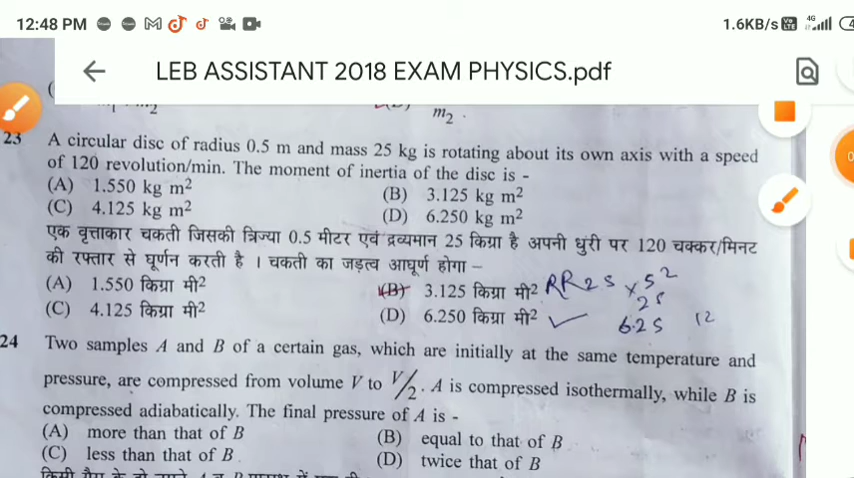 12:48 PM
1.6KB/s
4G
LEB ASSISTANT 2018 EXAM PHYSICS.pdf
m2 .
23 A circular disc of radius 0.5 m and mass 25 kg is rotating about its own axis with a speed
of 120 revolution/min. The moment of inertia of the disc is -
(A) 1.550 kg m2 (B) 3.125 kg m2
(C) 4.125 kg m2 (D) 6.250 kg m2
एक वृत्ताकार चकती जिसकी त्रिज्या 0.5 मीटर एवं द्रव्यमान 25 किग्रा है अपनी धुरी पर 120 चक्कर/मिनट
की रफ्तार से घूर्णन करती है । चकती का जड़त्व आघूर्ण होगा –
(A) 1.550 किग्रा मी2 (B) 3.125 किग्रा मी2
(C) 4.125 किग्रा मी2 (D) 6.250 किग्रा मी2
24 Two samples A and B of a certain gas, which are initially at the same temperature and
pressure, are compressed from volume V to V/2. A is compressed isothermally, while B is
compressed adiabatically. The final pressure of A is -
(A) more than that of B (B) equal to that of B
(C) less than that of B (D) twice that of B